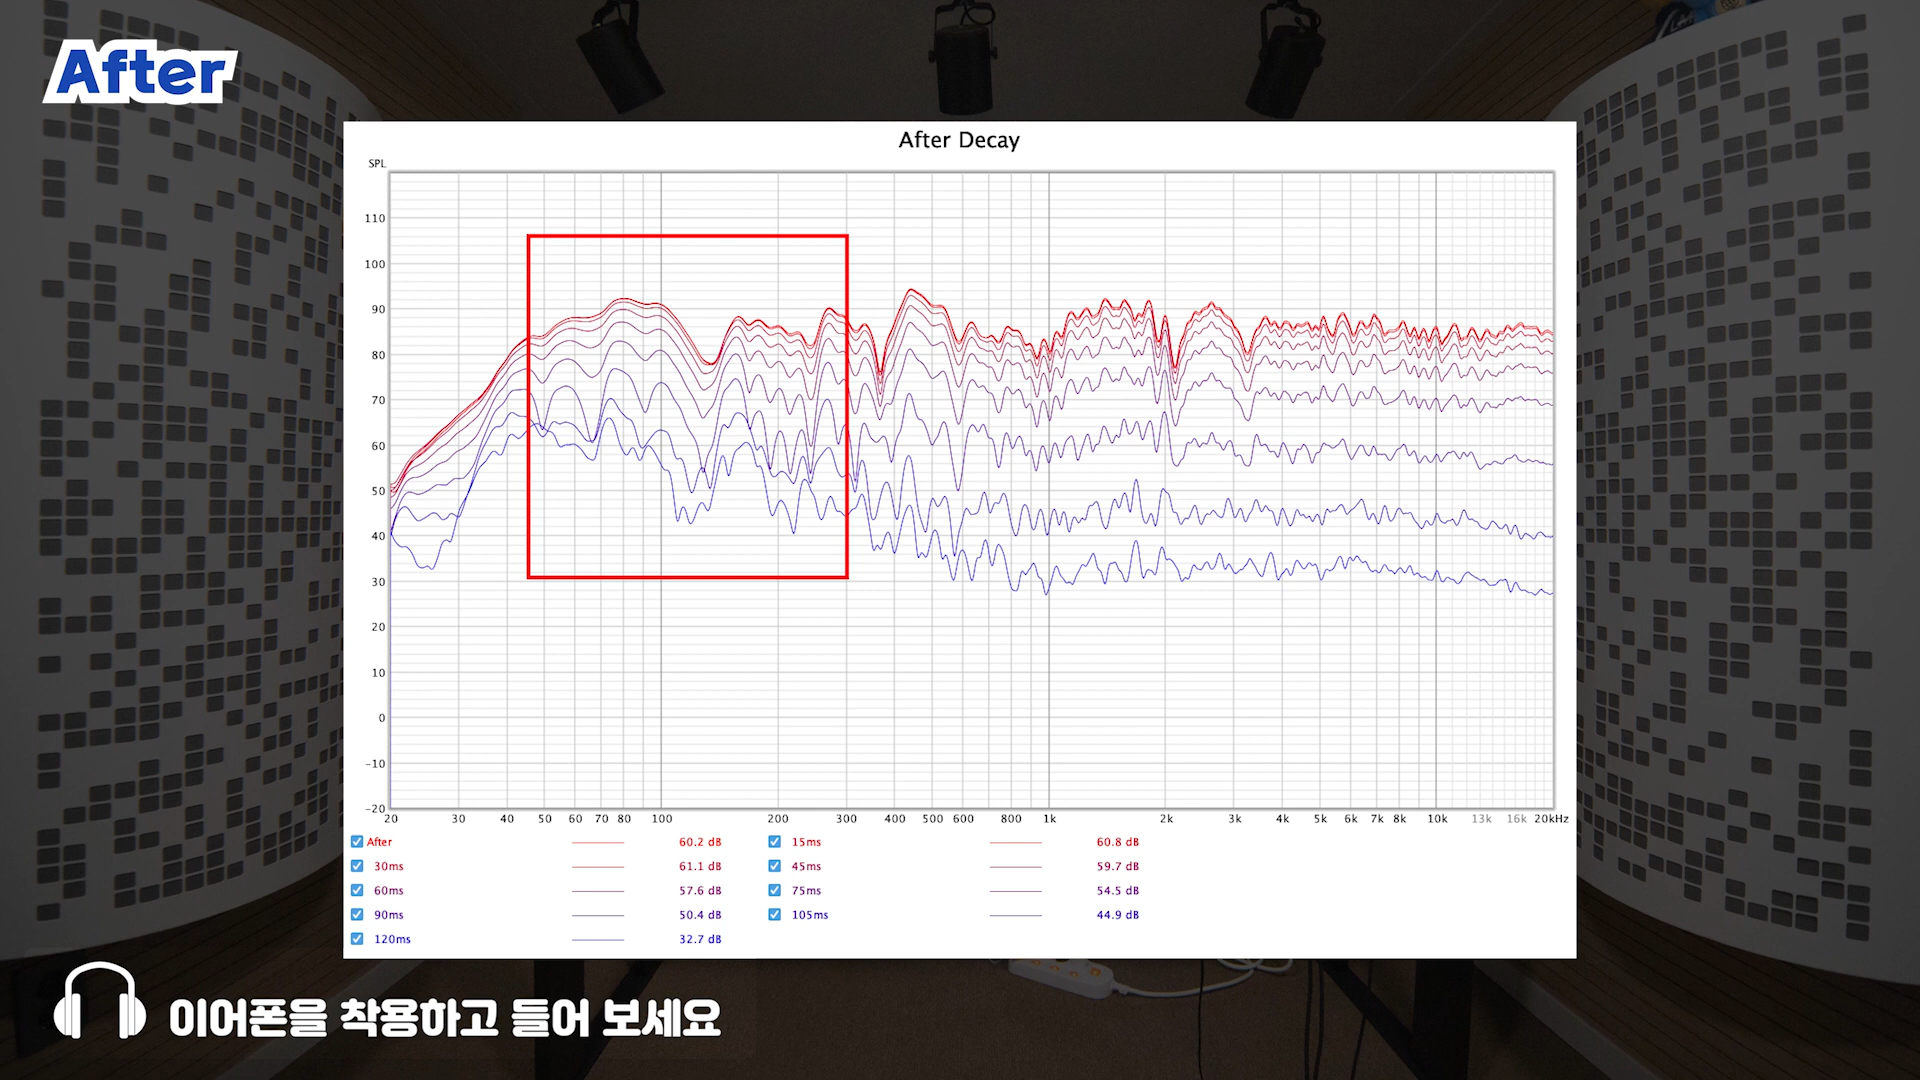 After
After Decay
SPL
110
100
90
80
70
60
50
40
30
20
10
0
-10
-20
20 30 40 50 60 70 80 100 200 300 400 500 600 800 1k 2k 3k 4k 5k 6k 7k 8k 10k 13k 16k 20kHz
After 60.2 dB 15ms 60.8 dB
30ms 61.1 dB 45ms 59.7 dB
60ms 57.6 dB 75ms 54.5 dB
90ms 50.4 dB 105ms 44.9 dB
120ms 32.7 dB
이어폰을 착용하고 들어 보세요